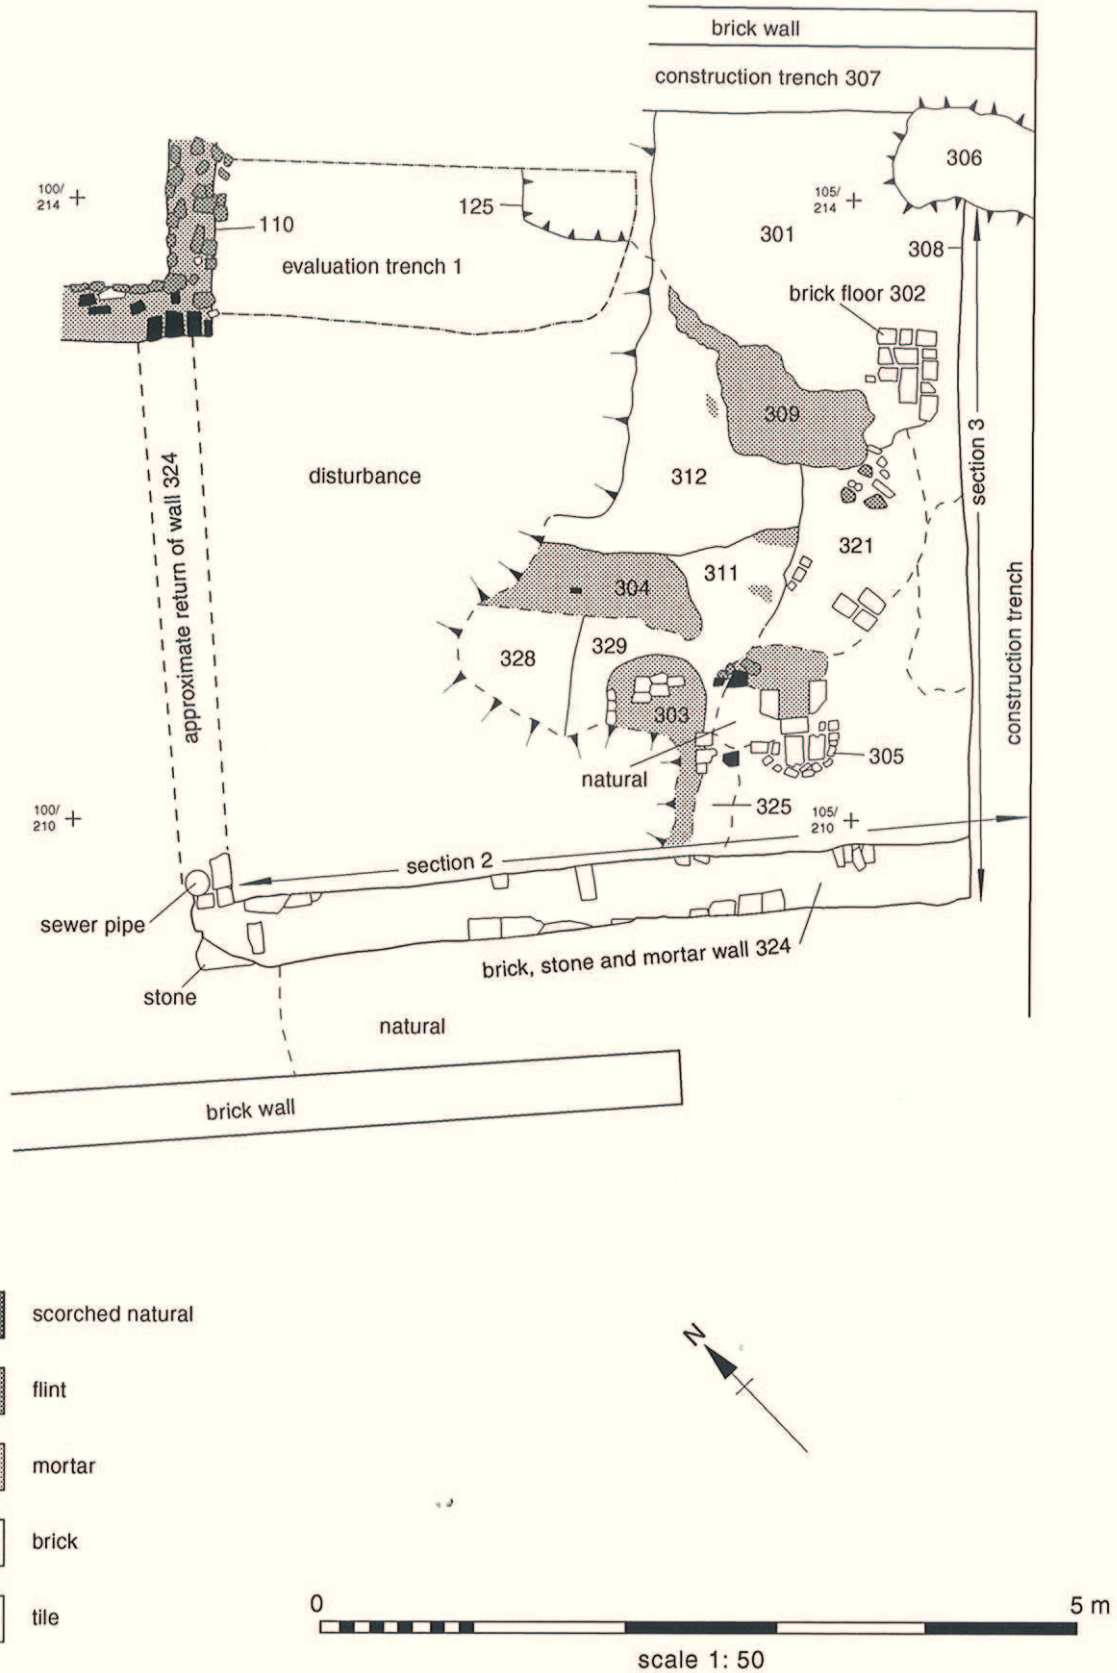 brick wall
construction trench 307
306
100/
214
125
105/
214
110
301
308
evaluation trench 1
brick floor 302
309
section 3
disturbance
312
approximate return of wall 324
321
311
304
construction trench
329
328
303
natural
305
325
100/
210
105/
210
section 2
sewer pipe
brick, stone and mortar wall 324
stone
natural
brick wall
scorched natural
flint
N
mortar
brick
tile
0
5 m
scale 1: 50